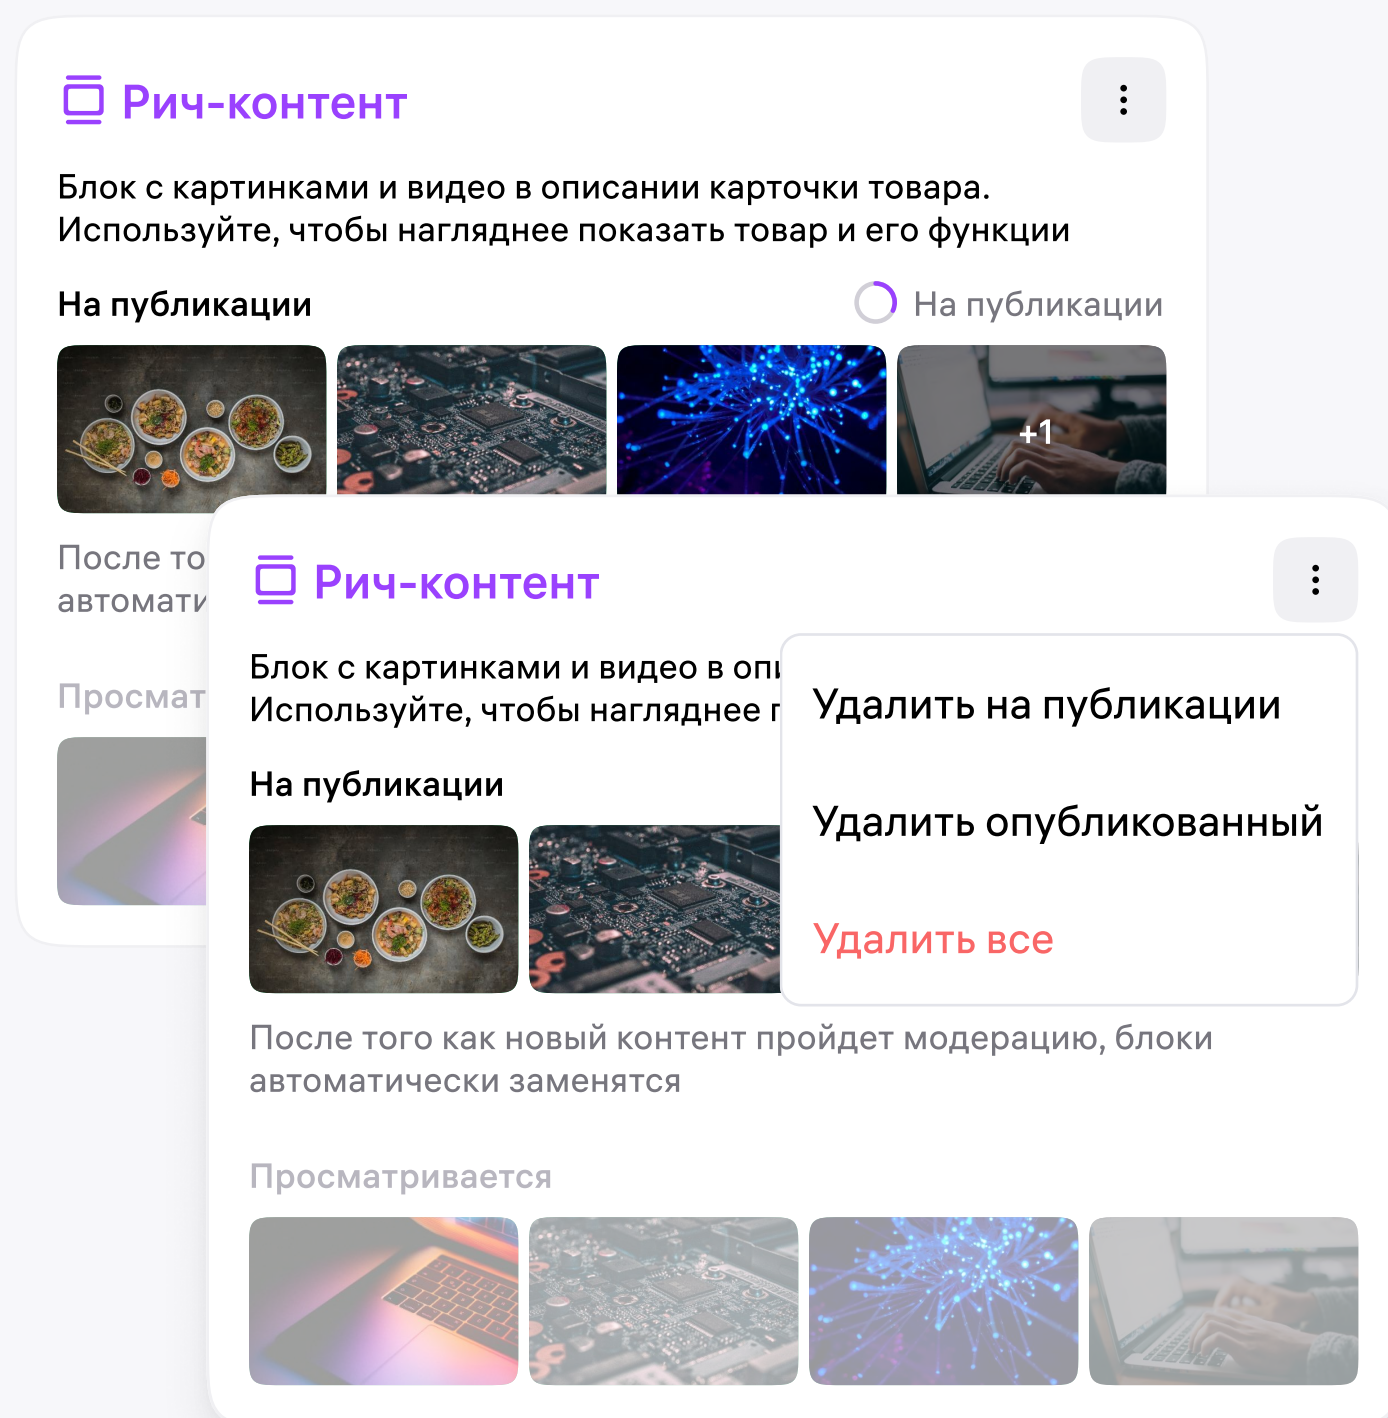 Рич-контент
Блок с картинками и видео в описании карточки товара.
Используйте, чтобы нагляднее показать товар и его функции
На публикации
На публикации
+1
После то
автомати
Просмат
Рич-контент
Блок с картинками и видео в опи
Используйте, чтобы нагляднее п
Удалить на публикации
Удалить опубликованный
Удалить все
На публикации
После того как новый контент пройдет модерацию, блоки
автоматически заменятся
Просматривается